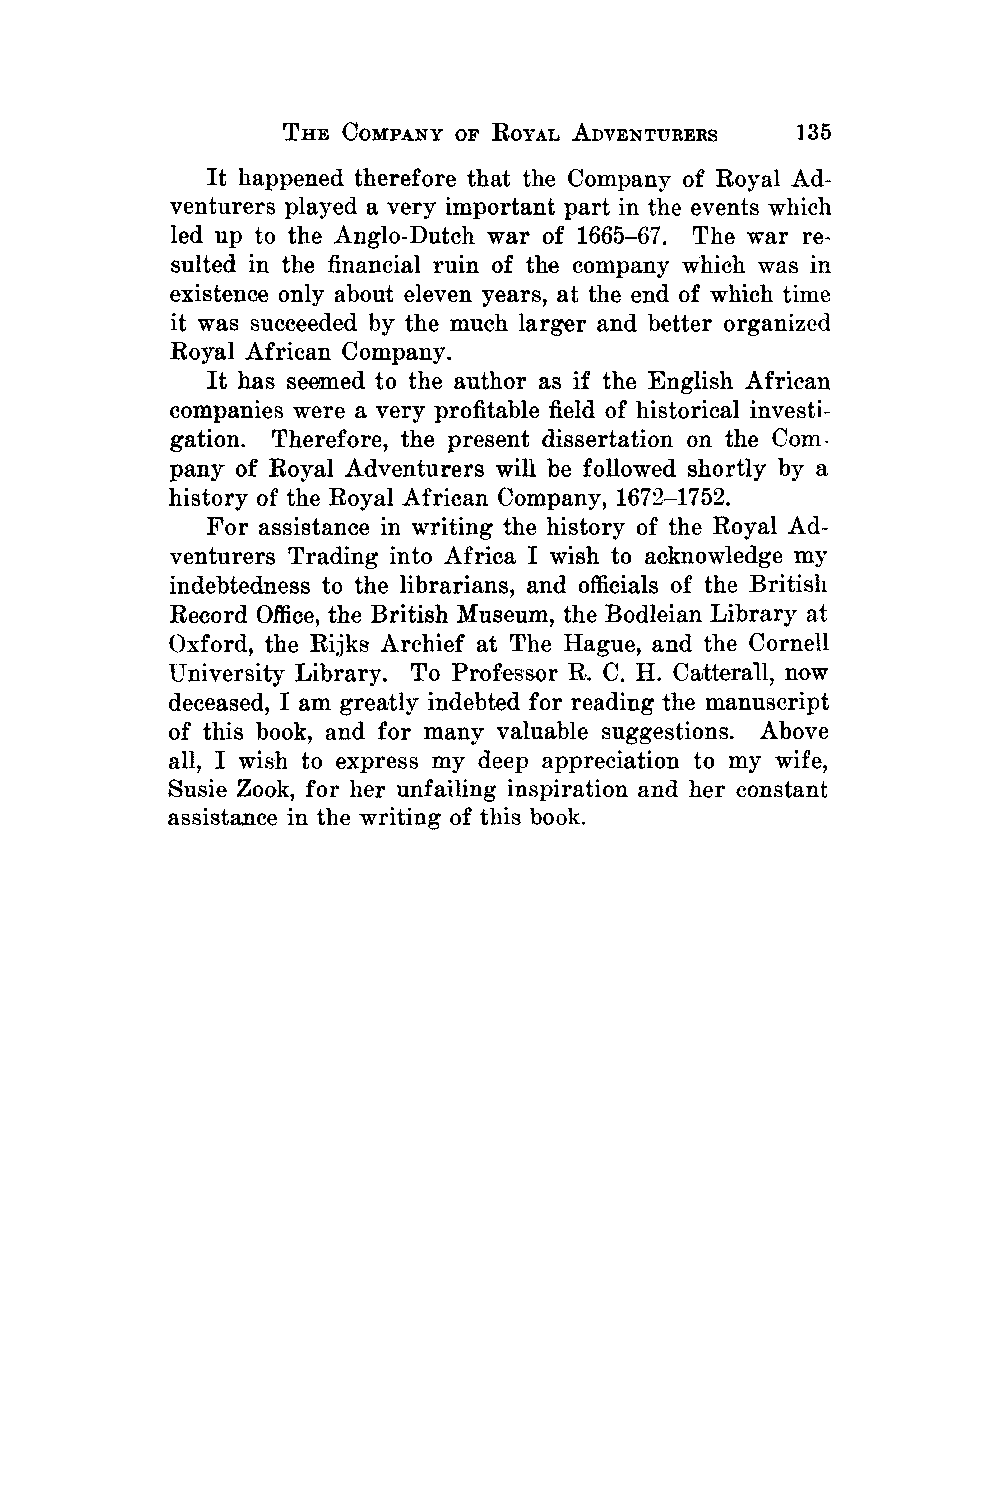 The Company of Royal Adventurers 135
It happened therefore that the Company of Royal Ad-
venturers played a very important part in the events which
led up to the Anglo-Dutch war of 1665–67. The war re-
sulted in the financial ruin of the company which was in
existence only about eleven years, at the end of which time
it was succeeded by the much larger and better organized
Royal African Company.
It has seemed to the author as if the English African
companies were a very profitable field of historical investi-
gation. Therefore, the present dissertation on the Com-
pany of Royal Adventurers will be followed shortly by a
history of the Royal African Company, 1672–1752.
For assistance in writing the history of the Royal Ad-
venturers Trading into Africa I wish to acknowledge my
indebtedness to the librarians, and officials of the British
Record Office, the British Museum, the Bodleian Library at
Oxford, the Rijks Archief at The Hague, and the Cornell
University Library. To Professor R. C. H. Catterall, now
deceased, I am greatly indebted for reading the manuscript
of this book, and for many valuable suggestions. Above
all, I wish to express my deep appreciation to my wife,
Susie Zook, for her unfailing inspiration and her constant
assistance in the writing of this book.